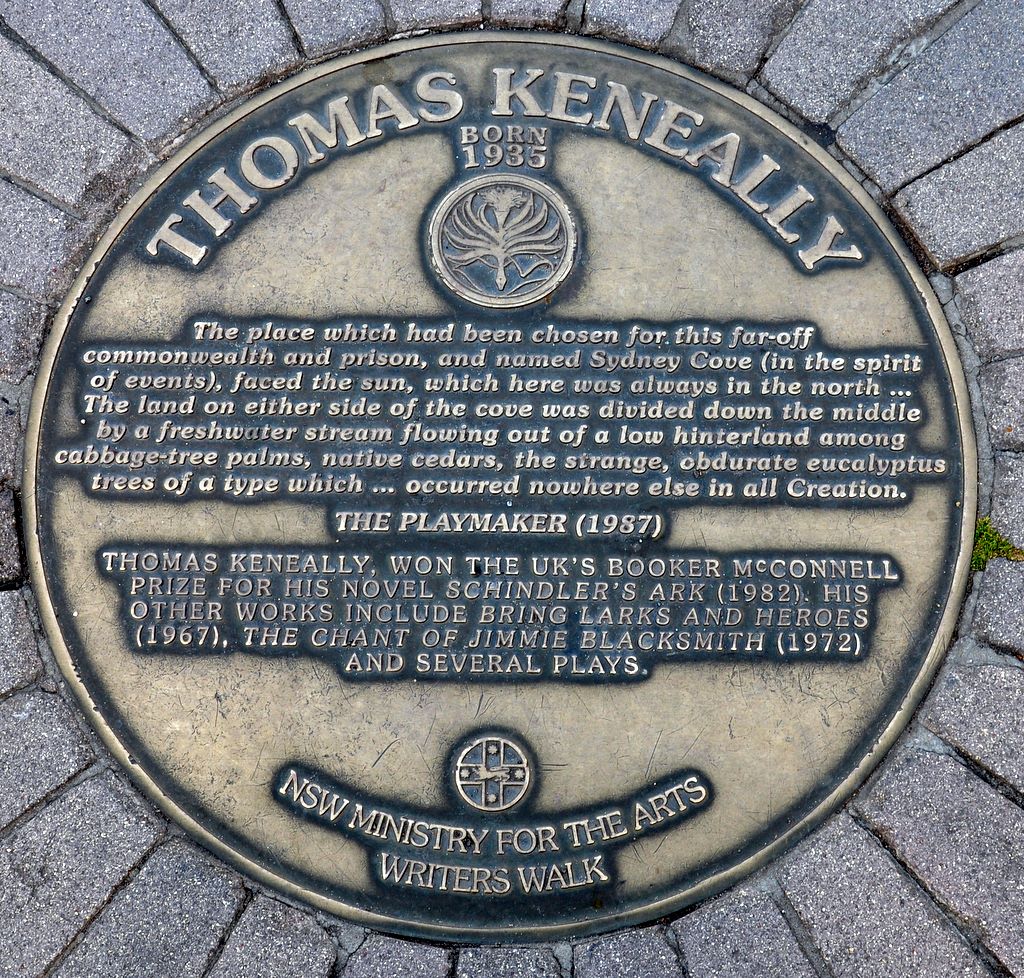 THOMAS KENEALLY
BORN
1935
The place which had been chosen for this far-off
commonwealth and prison, and named Sydney Cove (in the spirit
of events), faced the sun, which here was always in the north ...
The land on either side of the cove was divided down the middle
by a freshwater stream flowing out of a low hinterland among
cabbage-tree palms, native cedars, the strange, obdurate eucalyptus
trees of a type which ... occurred nowhere else in all Creation.
THE PLAYMAKER (1987)
THOMAS KENEALLY, WON THE UK'S BOOKER McCONNELL
PRIZE FOR HIS NOVEL SCHINDLER'S ARK (1982). HIS
OTHER WORKS INCLUDE BRING LARKS AND HEROES
(1967), THE CHANT OF JIMMIE BLACKSMITH (1972)
AND SEVERAL PLAYS.
NSW MINISTRY FOR THE ARTS
WRITERS WALK